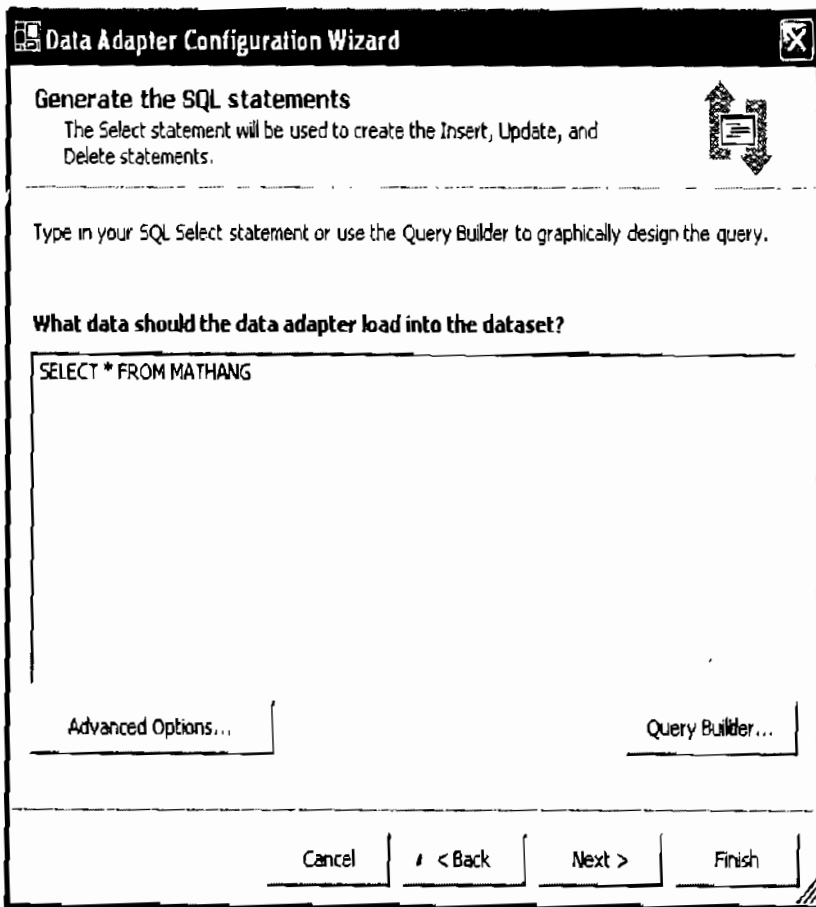 Data Adapter Configuration Wizard
Generate the SQL statements
The Select statement will be used to create the Insert, Update, and
Delete statements.
Type in your SQL Select statement or use the Query Builder to graphically design the query.
What data should the data adapter load into the dataset?
SELECT * FROM MATHANG
Advanced Options...
Query Builder...
Cancel
< Back
Next >
Finish